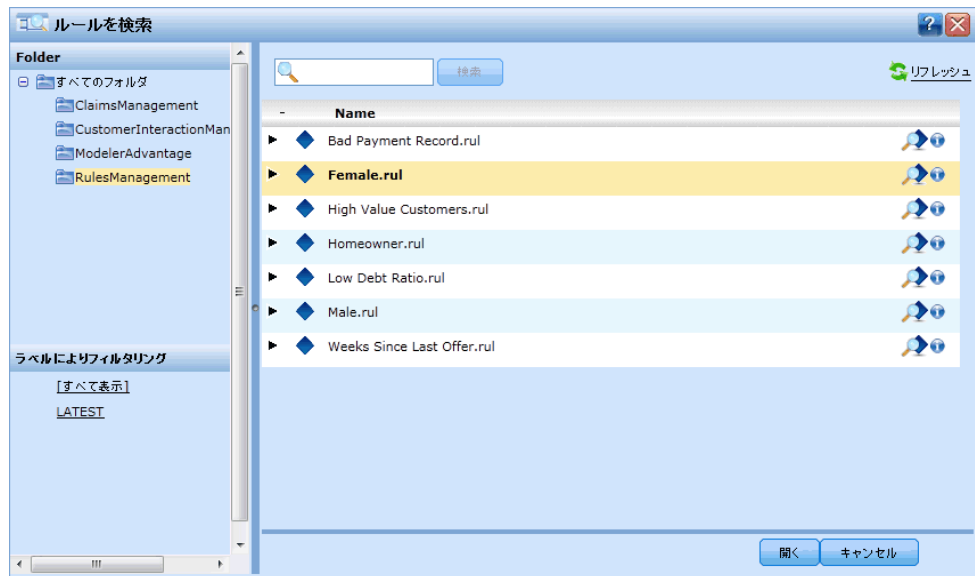 ルールを検索
Folder
すべてのフォルダ
ClaimsManagement
CustomerInteractionMan
ModelerAdvantage
RulesManagement
ラベルによりフィルタリング
[すべて表示]
LATEST
検索
リフレッシュ
- Name
Bad Payment Record.rul
Female.rul
High Value Customers.rul
Homeowner.rul
Low Debt Ratio.rul
Male.rul
Weeks Since Last Offer.rul
開く
キャンセル